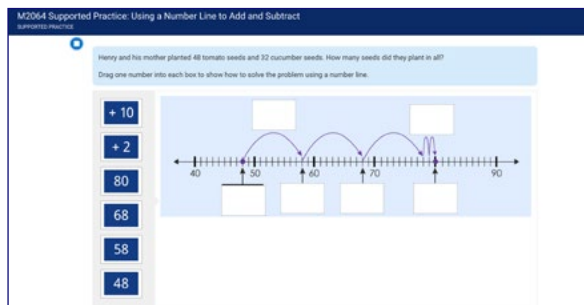 M2064 Supported Practice: Using a Number Line to Add and Subtract
SUPPORTED PRACTICE
Henry and his mother planted 48 tomato seeds and 32 cucumber seeds. How many seeds did they plant in all?
Drag one number into each box to show how to solve the problem using a number line.
+ 10
+ 2
80
68
58
48
40 50 60 70 90